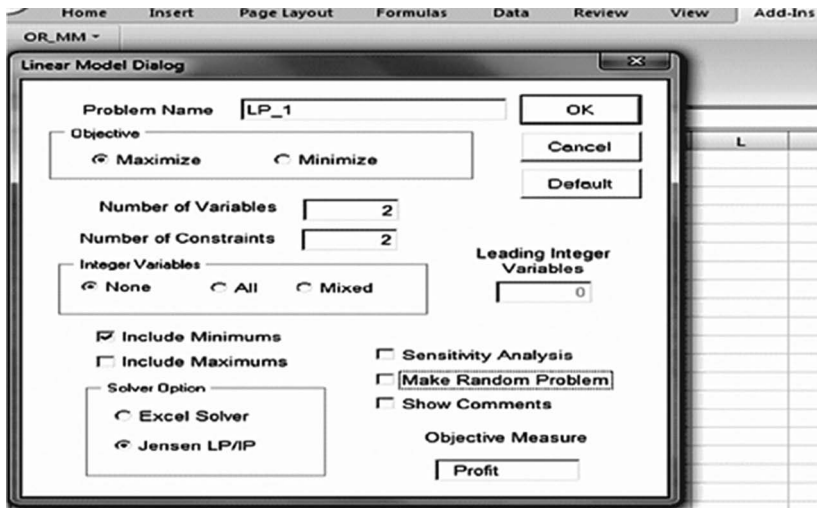 Home Insert Page Layout Formulas Data Review View Add-Ins
OR_MM
Linear Model Dialog
Problem Name LP_1 OK
Objective
Maximize Minimize
Cancel
Default
Number of Variables 2
Number of Constraints 2
Leading Integer
Variables
0
Integer Variables
None All Mixed
Include Minimums
Include Maximums
Solver Option
Excel Solver
Jensen LP/IP
Sensitivity Analysis
Make Random Problem
Show Comments
Objective Measure
Profit
L